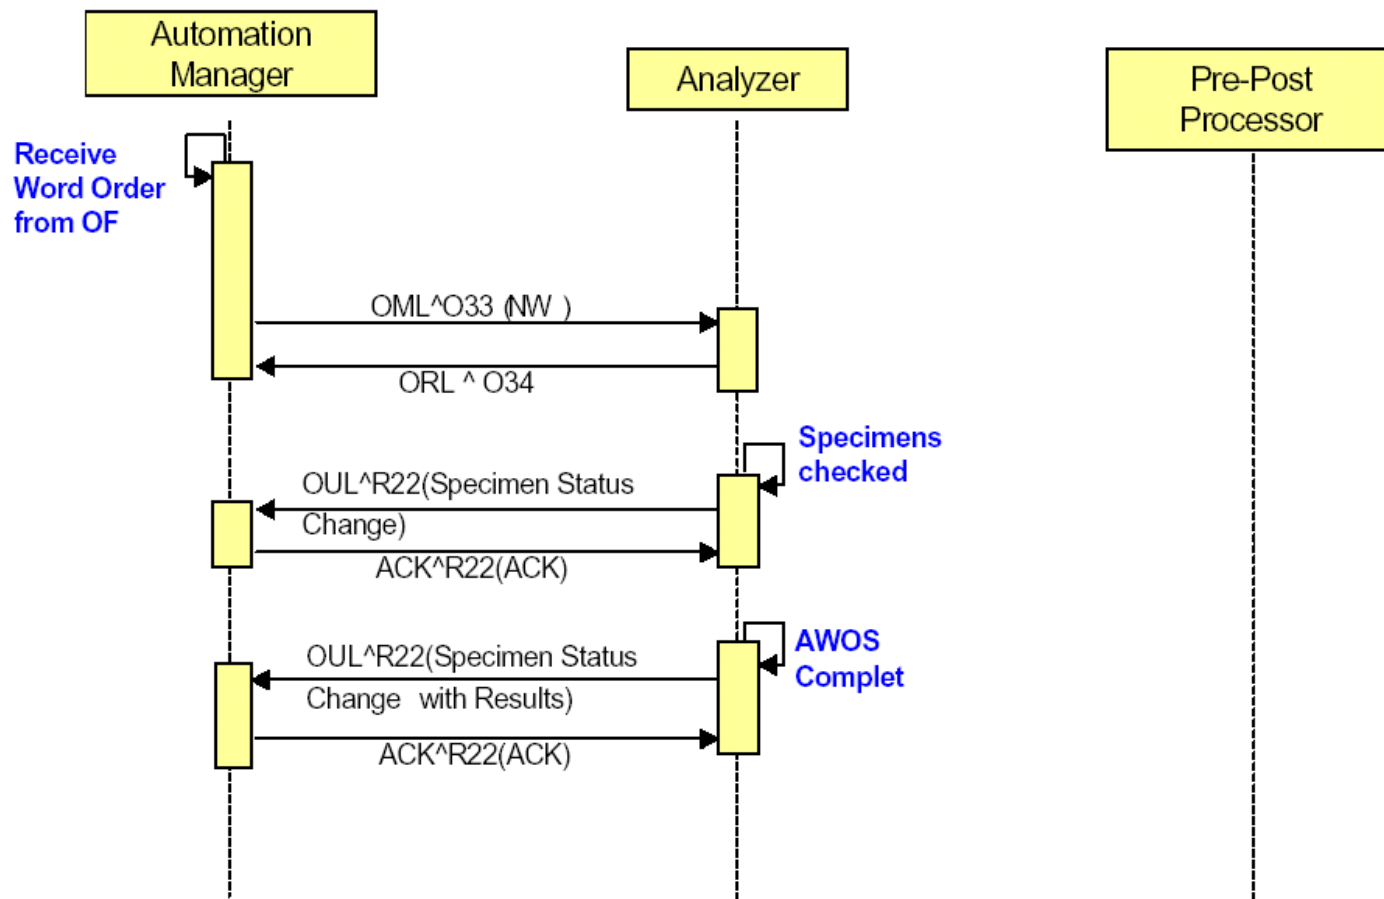 Automation
Manager
Analyzer
Pre-Post
Processor
Receive
Word Order
from OF
OML^O33 (NW )
ORL ^ O34
Specimens
checked
OUL^R22(Specimen Status
Change)
ACK^R22(ACK)
AWOS
Complet
OUL^R22(Specimen Status
Change with Results)
ACK^R22(ACK)